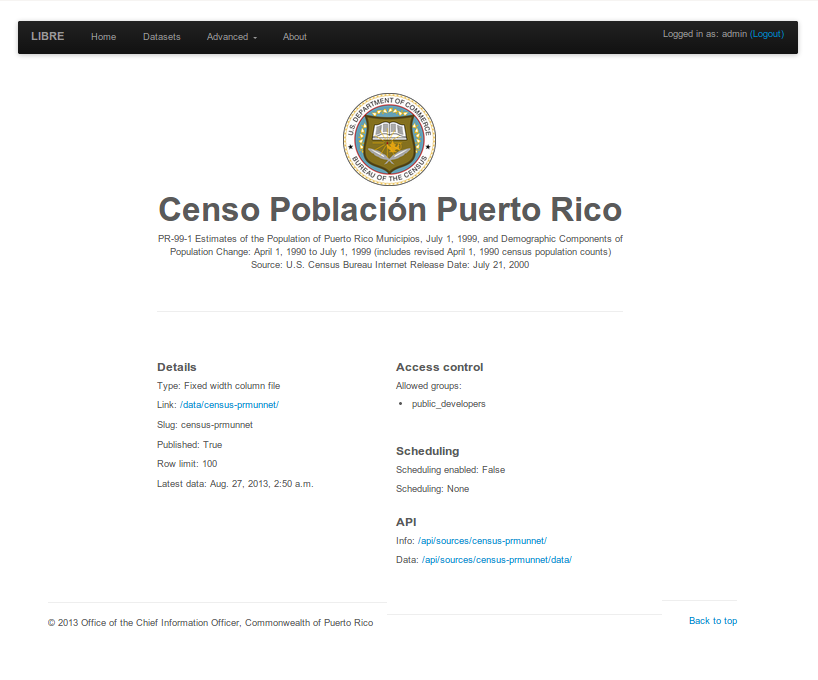 LIBRE Home Datasets Advanced About Logged in as: admin (Logout)
U.S. DEPARTMENT OF COMMERCE
BUREAU OF THE CENSUS
Censo Población Puerto Rico
PR-99-1 Estimates of the Population of Puerto Rico Municipios, July 1, 1999, and Demographic Components of
Population Change: April 1, 1990 to July 1, 1999 (includes revised April 1, 1990 census population counts)
Source: U.S. Census Bureau Internet Release Date: July 21, 2000
Details
Type: Fixed width column file
Link: /data/census-prmunnet/
Slug: census-prmunnet
Published: True
Row limit: 100
Latest data: Aug. 27, 2013, 2:50 a.m.
Access control
Allowed groups:
• public_developers
Scheduling
Scheduling enabled: False
Scheduling: None
API
Info: /api/sources/census-prmunnet/
Data: /api/sources/census-prmunnet/data/
© 2013 Office of the Chief Information Officer, Commonwealth of Puerto Rico
Back to top